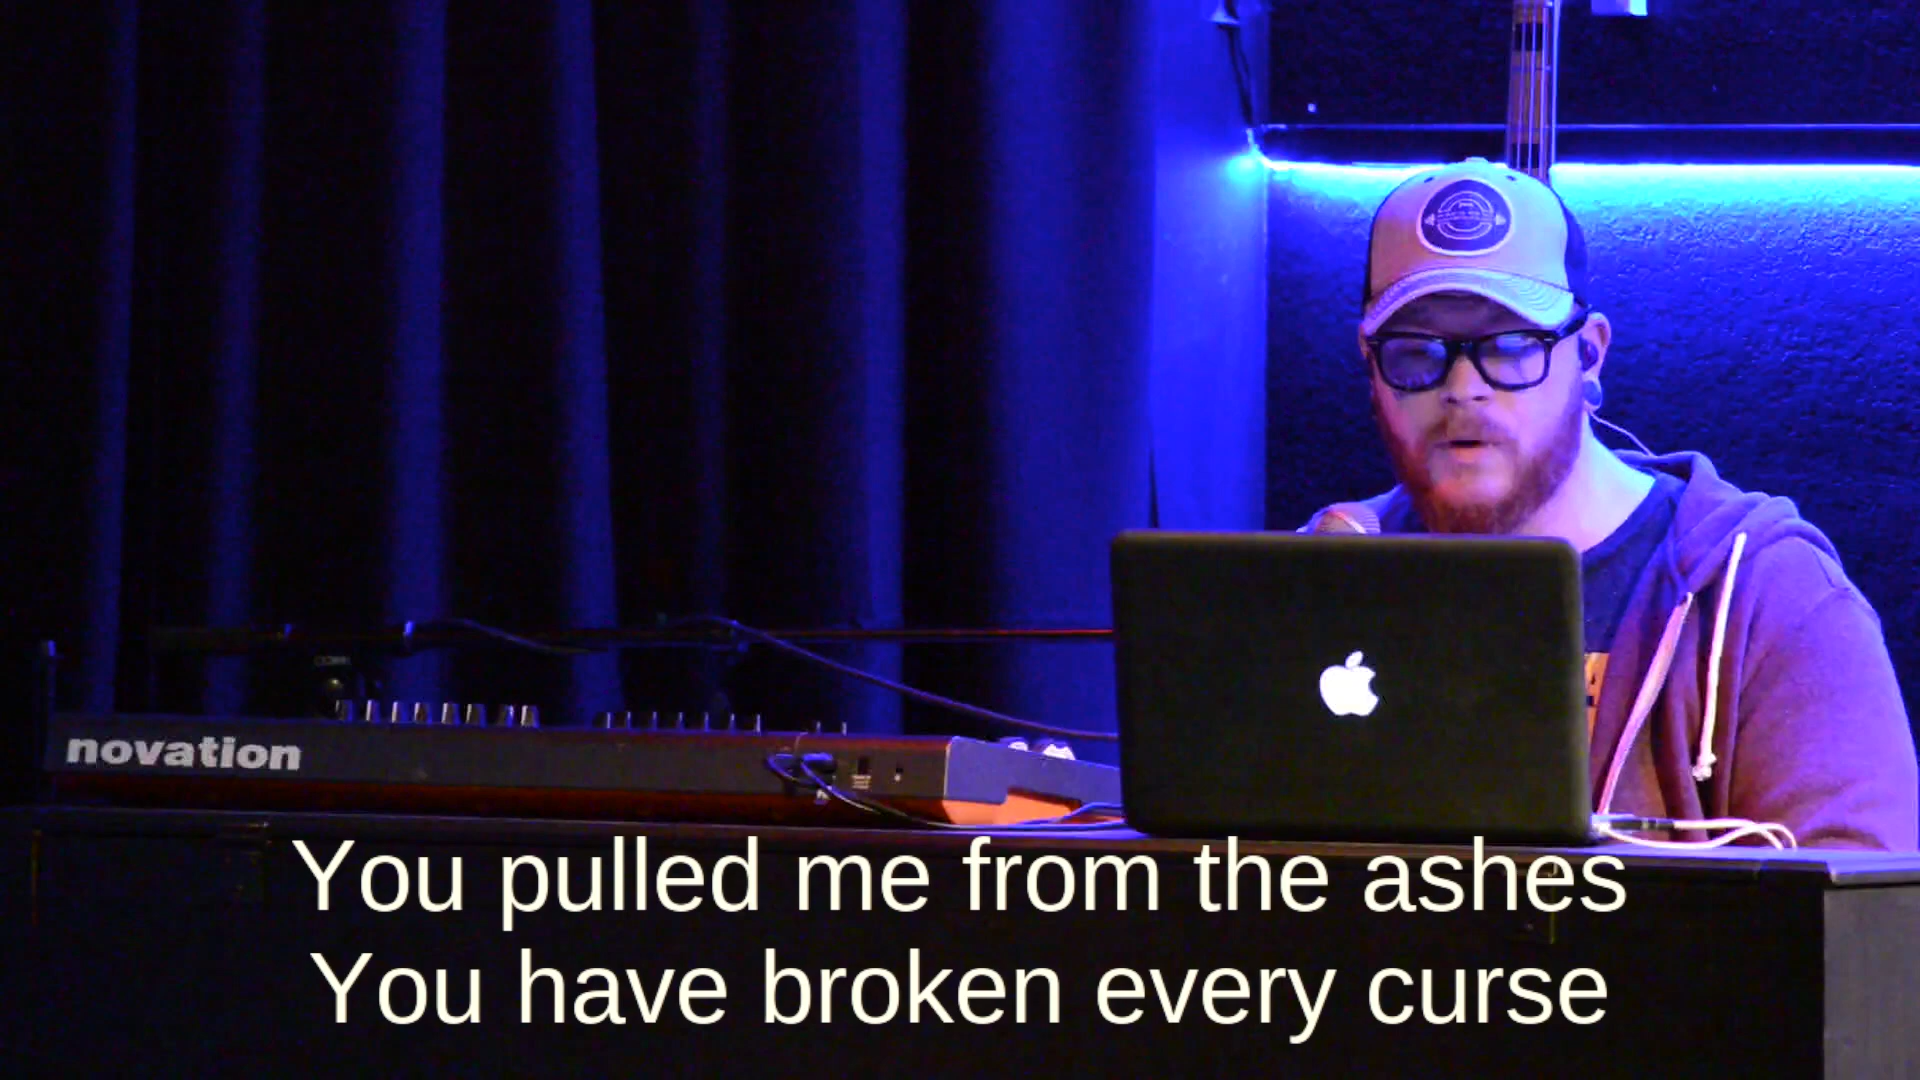 novation
You pulled me from the ashes
You have broken every curse